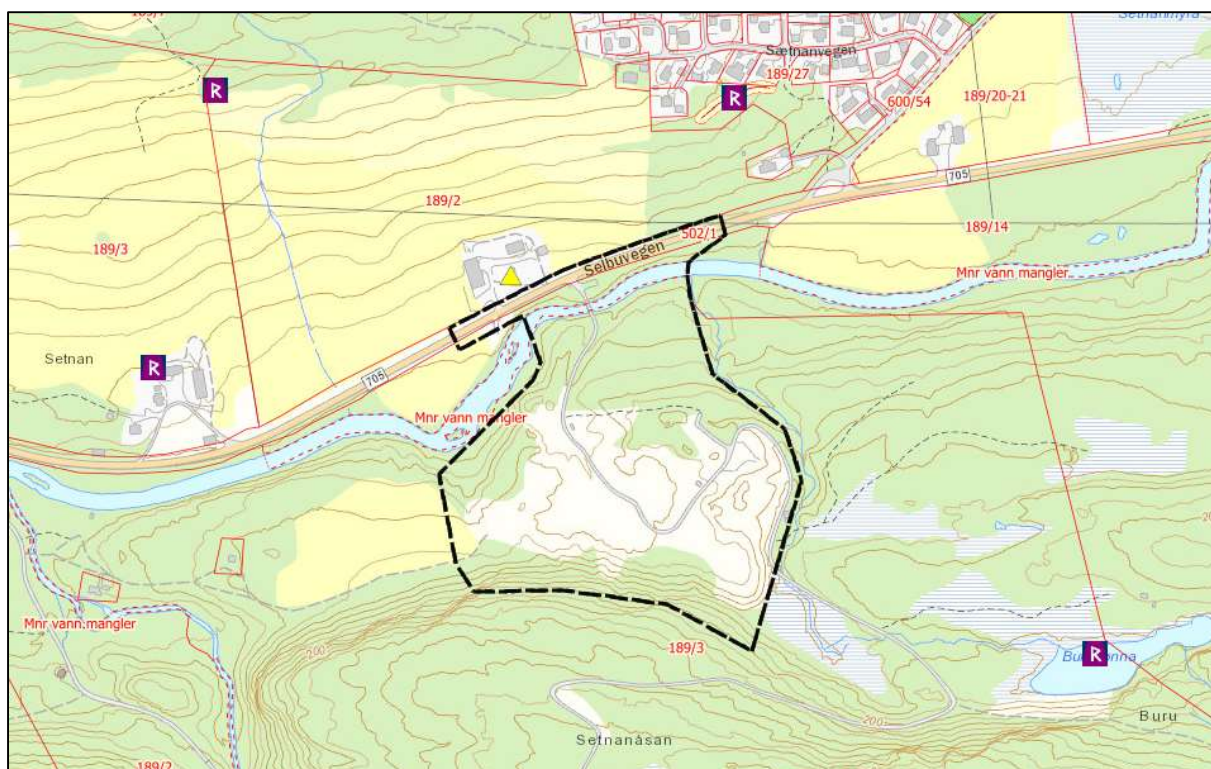 Sætnanvegen
189/27
600/54
189/20-21
705
189/2
189/3
502/1
189/14
Selbuvegen
Mnr vann mangler
Setnan
705
Mnr vann mangler
Mnr vann mangler
189/3
200
200
Buru
Setnanåsan
189/2